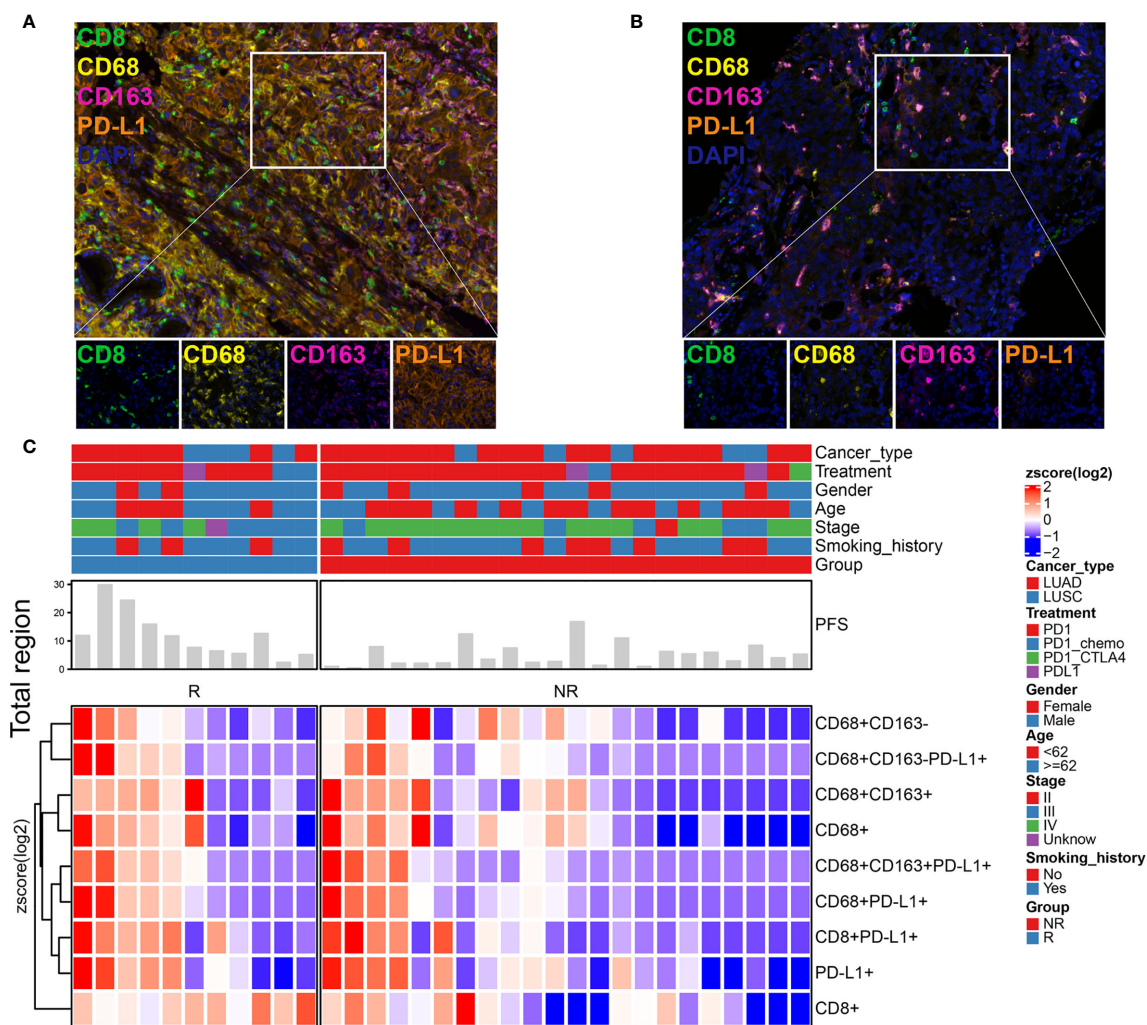 A
CD8
CD68
CD163
PD-L1
DAPI
CD8
CD68
CD163
PD-L1
B
CD8
CD68
CD163
PD-L1
DAPI
CD8
CD68
CD163
PD-L1
C
Total region
Cancer_type
Treatment
Gender
Age
Stage
Smoking_history
Group
30
20
10
0
PFS
R
NR
zscore(log2)
CD68+CD163-
CD68+CD163-PD-L1+
CD68+CD163+
CD68+
CD68+CD163+PD-L1+
CD68+PD-L1+
CD8+PD-L1+
PD-L1+
CD8+
zscore(log2)
2
1
0
−1
−2
Cancer_type
LUAD
LUSC
Treatment
PD1
PD1_chemo
PD1_CTLA4
PDL1
Gender
Female
Male
Age
<62
>=62
Stage
II
III
IV
Unknow
Smoking_history
No
Yes
Group
NR
R